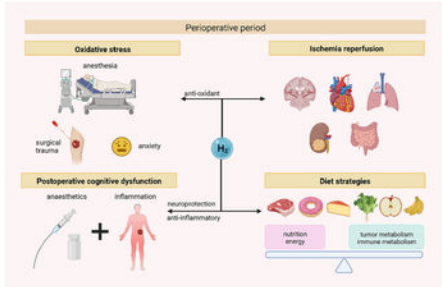 Perioperative period
Oxidative stress
anesthesia
surgical
trauma
anxiety
Ischemia reperfusion
anti-oxidant
H₂
Postoperative cognitive dysfunction
anaesthetics
inflammation
neuroprotection
anti-inflammatory
Diet strategies
nutrition
energy
tumor metabolism
immune metabolism